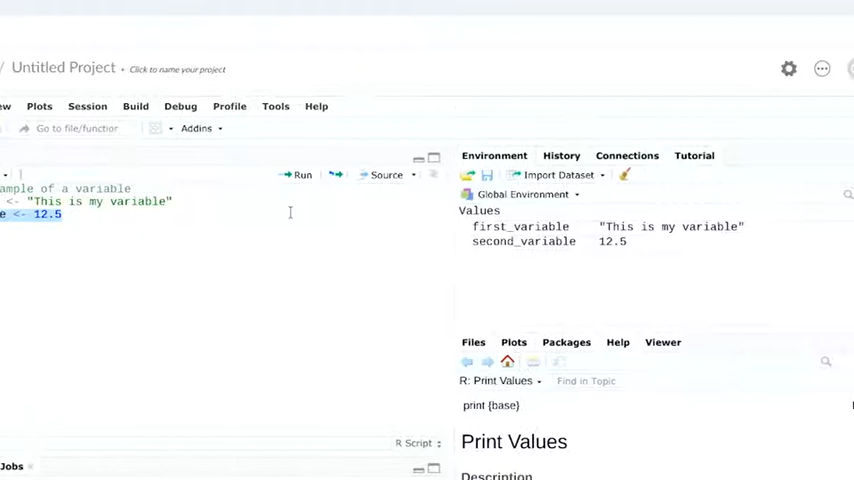 / Untitled Project • Click to name your project
ew Plots Session Build Debug Profile Tools Help
Go to file/functior Addins
Run Source
ample of a variable
<- "This is my variable"
e <- 12.5
R Script
Jobs ×
Environment History Connections Tutorial
Import Dataset
Global Environment
Values
first_variable "This is my variable"
second_variable 12.5
Files Plots Packages Help Viewer
R: Print Values Find in Topic
print {base}
Print Values
Description